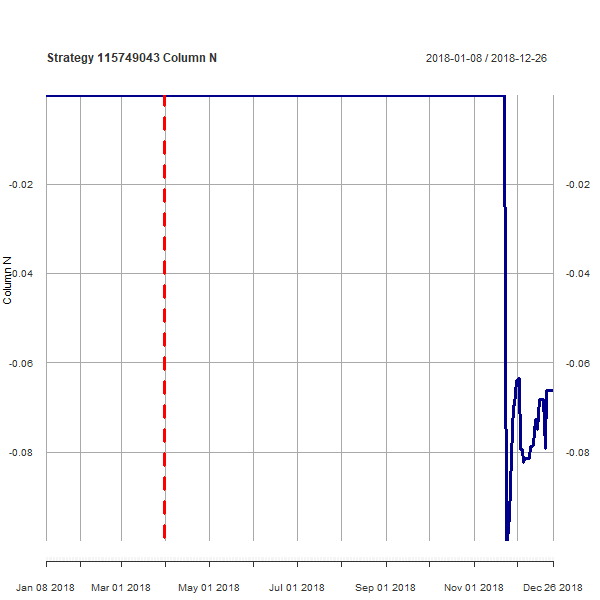 Strategy 115749043 Column N
2018-01-08 / 2018-12-26
-0.02
-0.02
-0.04
-0.04
-0.06
-0.06
-0.08
-0.08
Column N
Jan 08 2018
Mar 01 2018
May 01 2018
Jul 01 2018
Sep 01 2018
Nov 01 2018
Dec 26 2018